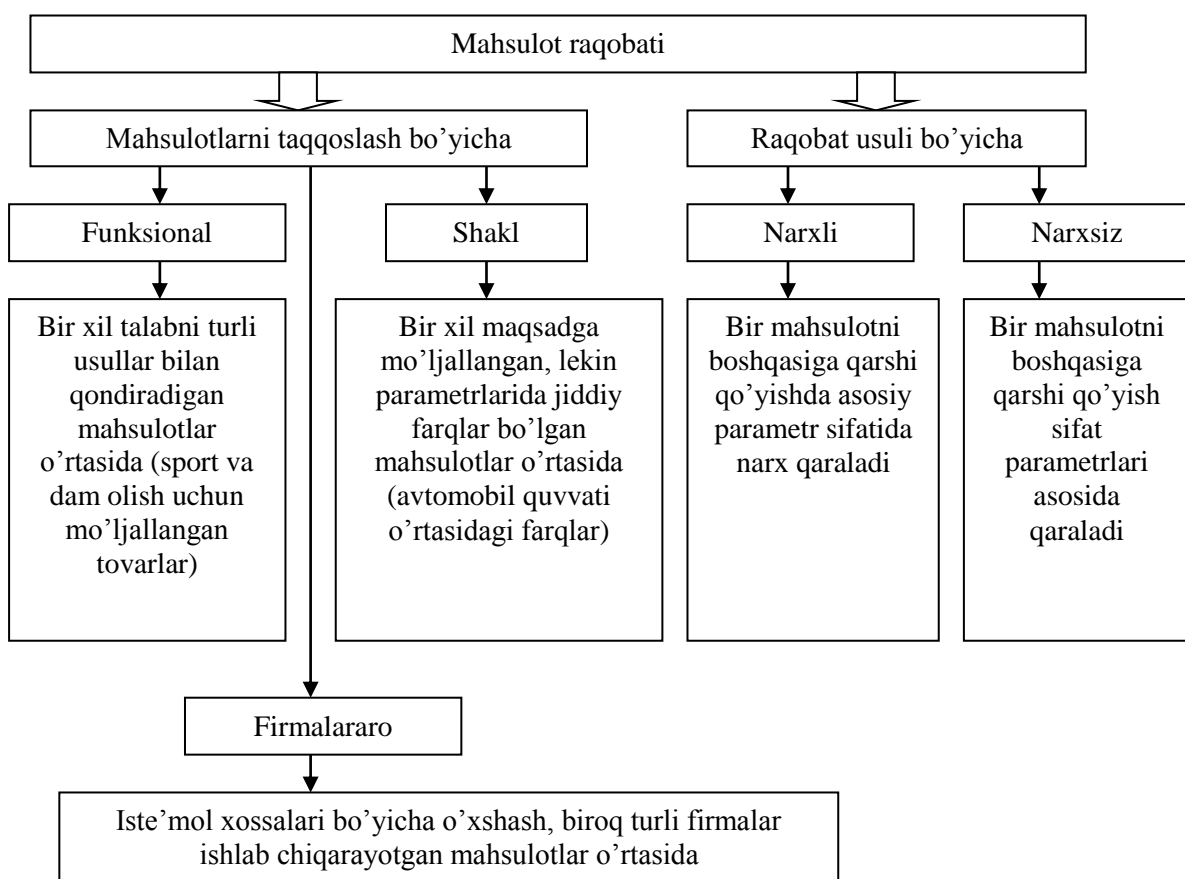 Mahsulot raqobati
Mahsulotlarni taqqoslash bo’yicha
Raqobat usuli bo’yicha
Funksional
Shakl
Narxli
Narxsiz
Bir xil talabni turli
usullar bilan
qondiradigan
mahsulotlar
o’rtasida (sport va
dam olish uchun
mo’ljallangan
tovarlar)
Bir xil maqsadga
mo’ljallangan, lekin
parametrlarida jiddiy
farqlar bo’lgan
mahsulotlar o’rtasida
(avtomobil quvvati
o’rtasidagi farqlar)
Bir mahsulotni
boshqasiga qarshi
qo’yishda asosiy
parametr sifatida
narx qaraladi
Bir mahsulotni
boshqasiga
qarshi qo’yish
sifat
parametrlari
asosida
qaraladi
Firmalararo
Iste’mol xossalari bo’yicha o’xshash, biroq turli firmalar
ishlab chiqarayotgan mahsulotlar o’rtasida